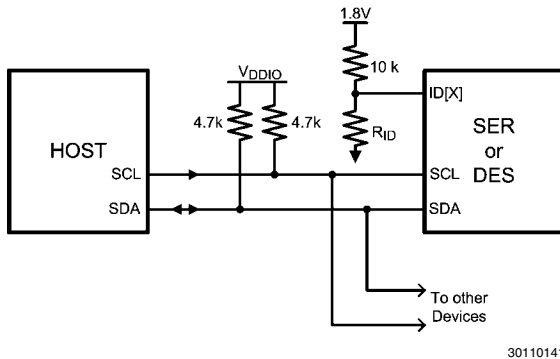 1.8V
10 k
VDDIO
4.7k
4.7k
RID
HOST
SCL
SDA
ID[X]
SER
or
DES
SCL
SDA
To other
Devices
30110141